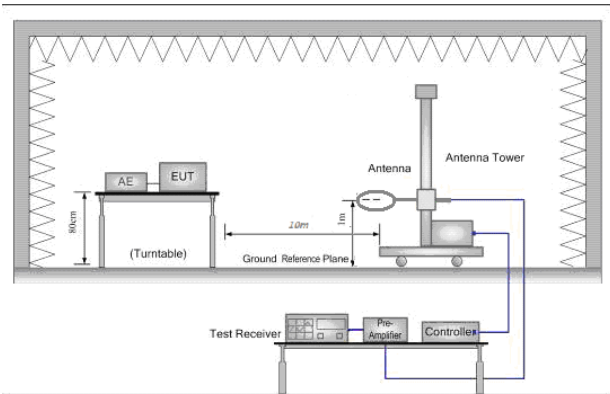 Antenna Tower
Antenna
AE
EUT
80cm
(Turntable)
10m
1m
Ground Reference Plane
Test Receiver
Pre-
Amplifier
Controller